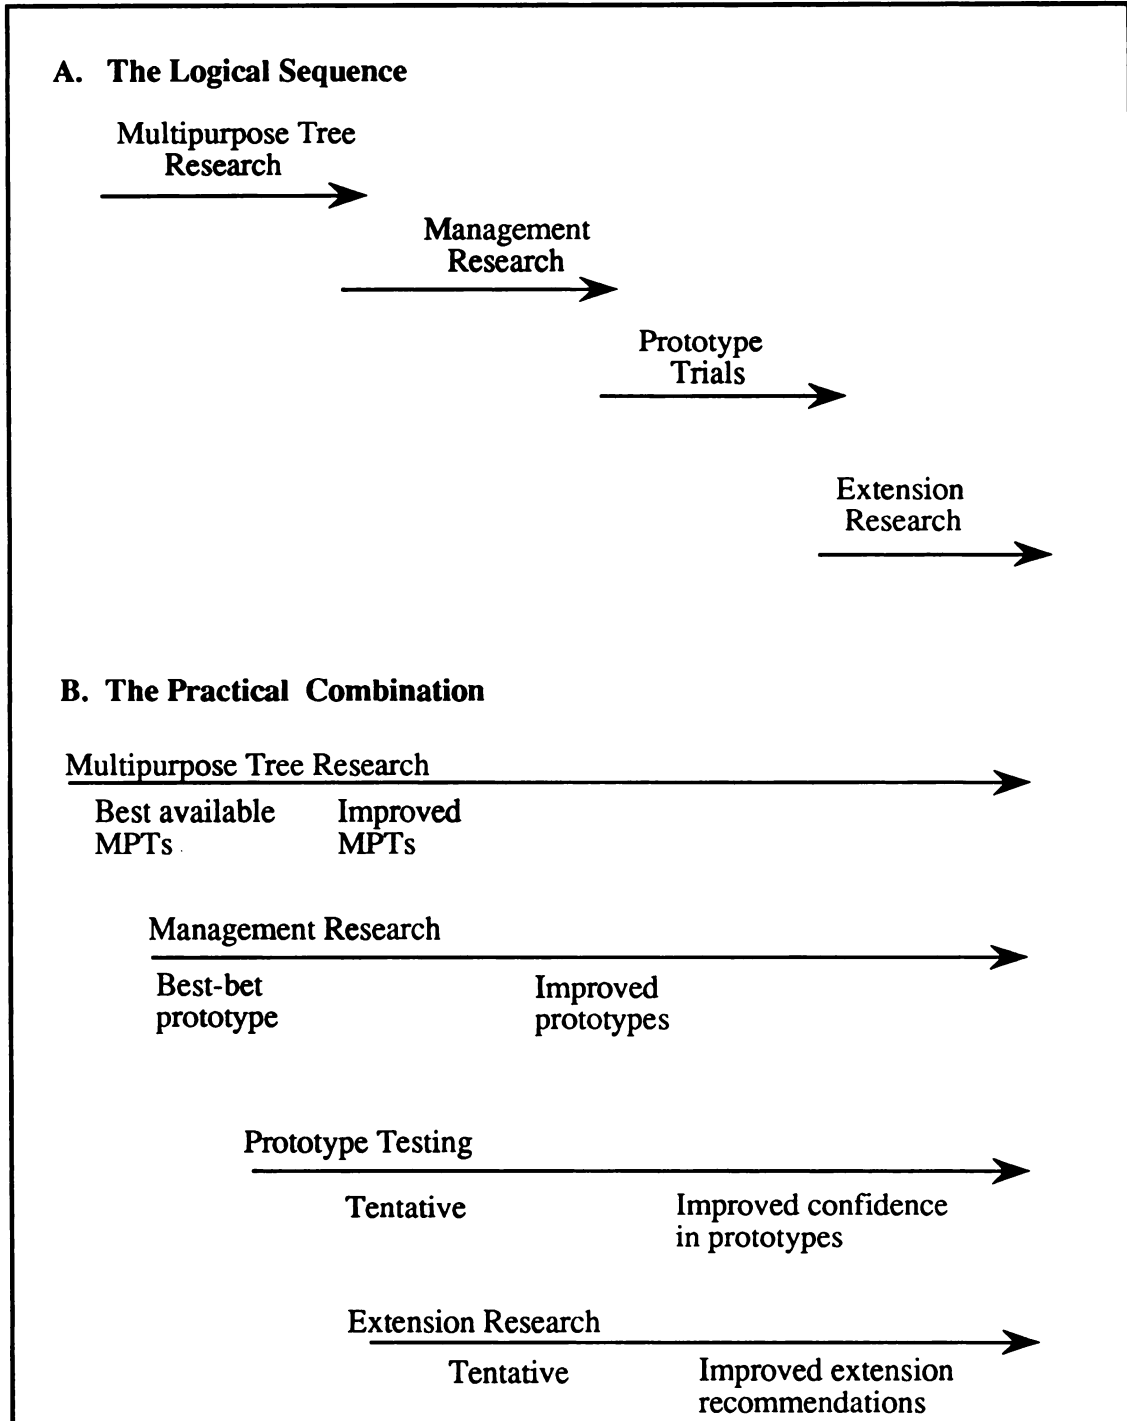 A. The Logical Sequence
Multipurpose Tree
Research
Management
Research
Prototype
Trials
Extension
Research
B. The Practical Combination
Multipurpose Tree Research
Best available Improved
MPTs MPTs
Management Research
Best-bet Improved
prototype prototypes
Prototype Testing
Tentative Improved confidence
in prototypes
Extension Research
Tentative Improved extension
recommendations